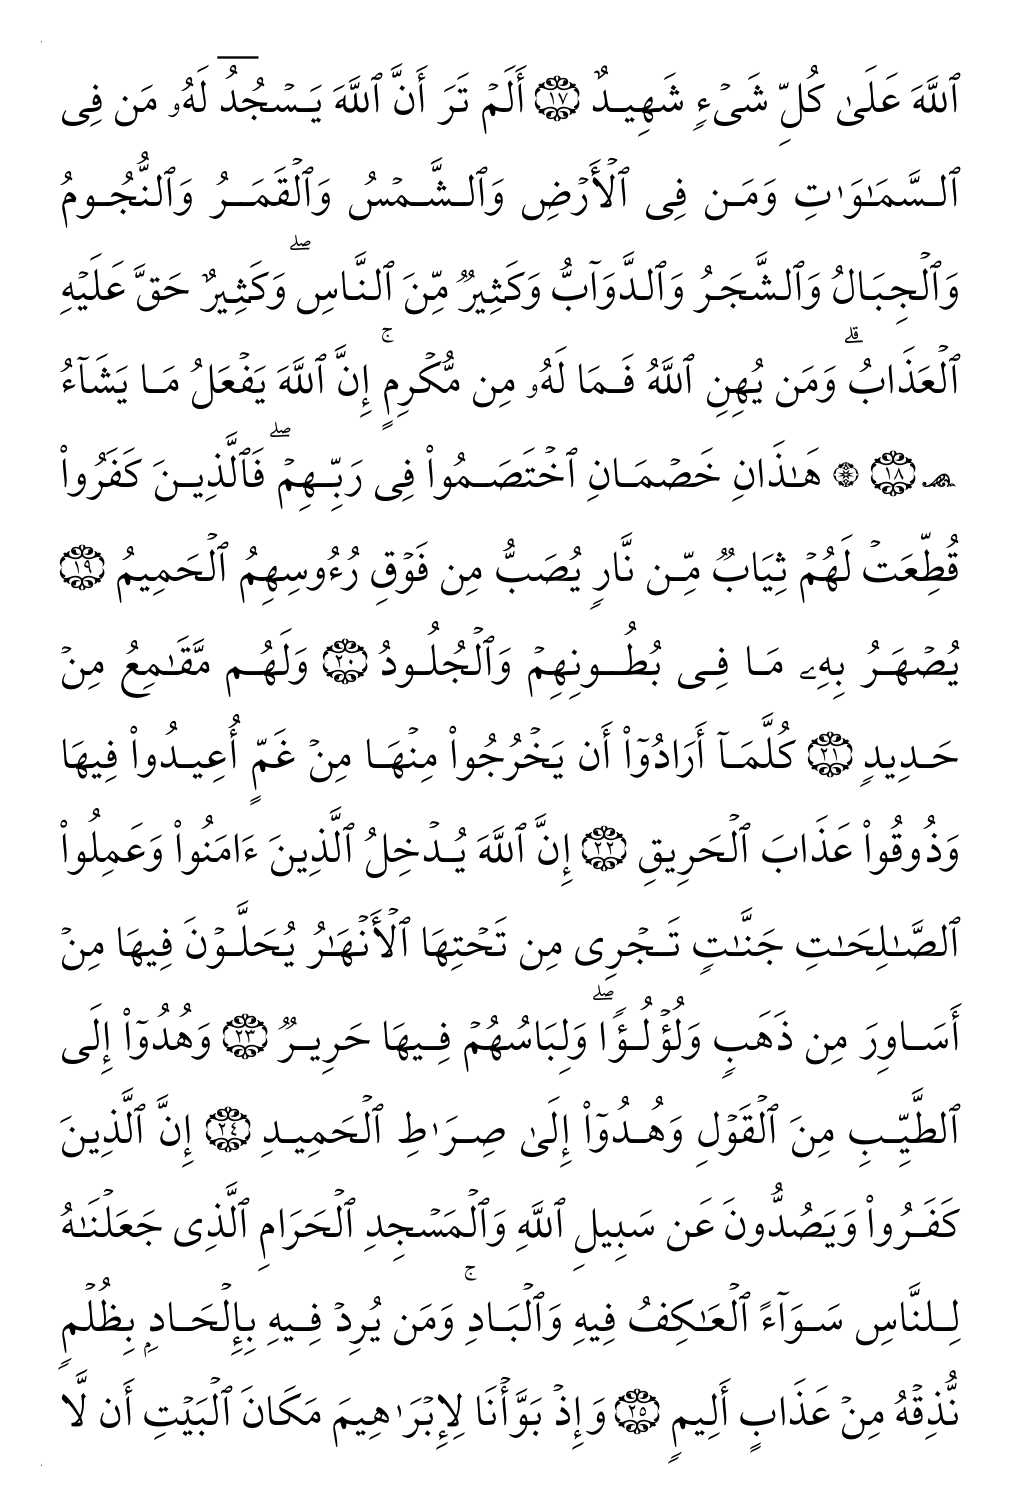 ٱللَّهَ عَلَىٰ كُلِّ شَىْءٍ شَهِيدٌ ١٧ أَلَمْ تَرَ أَنَّ ٱللَّهَ يَسْجُدُ لَهُۥ مَن فِى
ٱلسَّمَـٰوَٰتِ وَمَن فِى ٱلْأَرْضِ وَٱلشَّمْسُ وَٱلْقَمَرُ وَٱلنُّجُومُ
وَٱلْجِبَالُ وَٱلشَّجَرُ وَٱلدَّوَآبُّ وَكَثِيرٌ مِّنَ ٱلنَّاسِ ۖ وَكَثِيرٌ حَقَّ عَلَيْهِ
ٱلْعَذَابُ ۗ وَمَن يُهِنِ ٱللَّهُ فَمَا لَهُۥ مِن مُّكْرِمٍ ۚ إِنَّ ٱللَّهَ يَفْعَلُ مَا يَشَآءُ
۩ ١٨ ۞ هَـٰذَانِ خَصْمَانِ ٱخْتَصَمُوا۟ فِى رَبِّهِمْ ۖ فَٱلَّذِينَ كَفَرُوا۟
قُطِّعَتْ لَهُمْ ثِيَابٌ مِّن نَّارٍ يُصَبُّ مِن فَوْقِ رُءُوسِهِمُ ٱلْحَمِيمُ ١٩
يُصْهَرُ بِهِۦ مَا فِى بُطُونِهِمْ وَٱلْجُلُودُ ٢٠ وَلَهُم مَّقَـٰمِعُ مِنْ
حَدِيدٍ ٢١ كُلَّمَآ أَرَادُوٓا۟ أَن يَخْرُجُوا۟ مِنْهَا مِنْ غَمٍّ أُعِيدُوا۟ فِيهَا
وَذُوقُوا۟ عَذَابَ ٱلْحَرِيقِ ٢٢ إِنَّ ٱللَّهَ يُدْخِلُ ٱلَّذِينَ ءَامَنُوا۟ وَعَمِلُوا۟
ٱلصَّـٰلِحَـٰتِ جَنَّـٰتٍ تَجْرِى مِن تَحْتِهَا ٱلْأَنْهَـٰرُ يُحَلَّوْنَ فِيهَا مِنْ
أَسَاوِرَ مِن ذَهَبٍ وَلُؤْلُؤًا ۖ وَلِبَاسُهُمْ فِيهَا حَرِيرٌ ٢٣ وَهُدُوٓا۟ إِلَى
ٱلطَّيِّبِ مِنَ ٱلْقَوْلِ وَهُدُوٓا۟ إِلَىٰ صِرَٰطِ ٱلْحَمِيدِ ٢٤ إِنَّ ٱلَّذِينَ
كَفَرُوا۟ وَيَصُدُّونَ عَن سَبِيلِ ٱللَّهِ وَٱلْمَسْجِدِ ٱلْحَرَامِ ٱلَّذِى جَعَلْنَـٰهُ
لِلنَّاسِ سَوَآءً ٱلْعَـٰكِفُ فِيهِ وَٱلْبَادِ ۚ وَمَن يُرِدْ فِيهِ بِإِلْحَادٍۭ بِظُلْمٍ
نُّذِقْهُ مِنْ عَذَابٍ أَلِيمٍ ٢٥ وَإِذْ بَوَّأْنَا لِإِبْرَٰهِيمَ مَكَانَ ٱلْبَيْتِ أَن لَّا